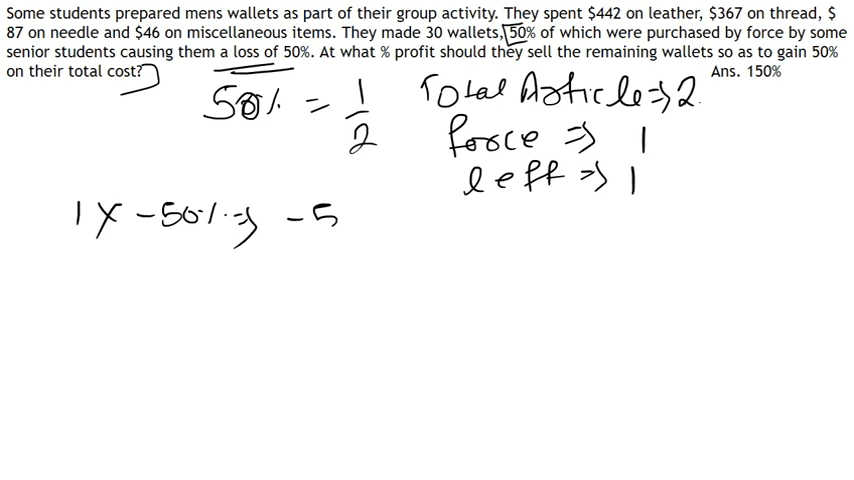 Some students prepared mens wallets as part of their group activity. They spent $442 on leather, $367 on thread, $
87 on needle and $46 on miscellaneous items. They made 30 wallets, 50% of which were purchased by force by some
senior students causing them a loss of 50%. At what % profit should they sell the remaining wallets so as to gain 50%
on their total cost? Ans. 150%
50% = 1/2 Total Article => 2
force => 1
left => 1
1 x -50% => -5